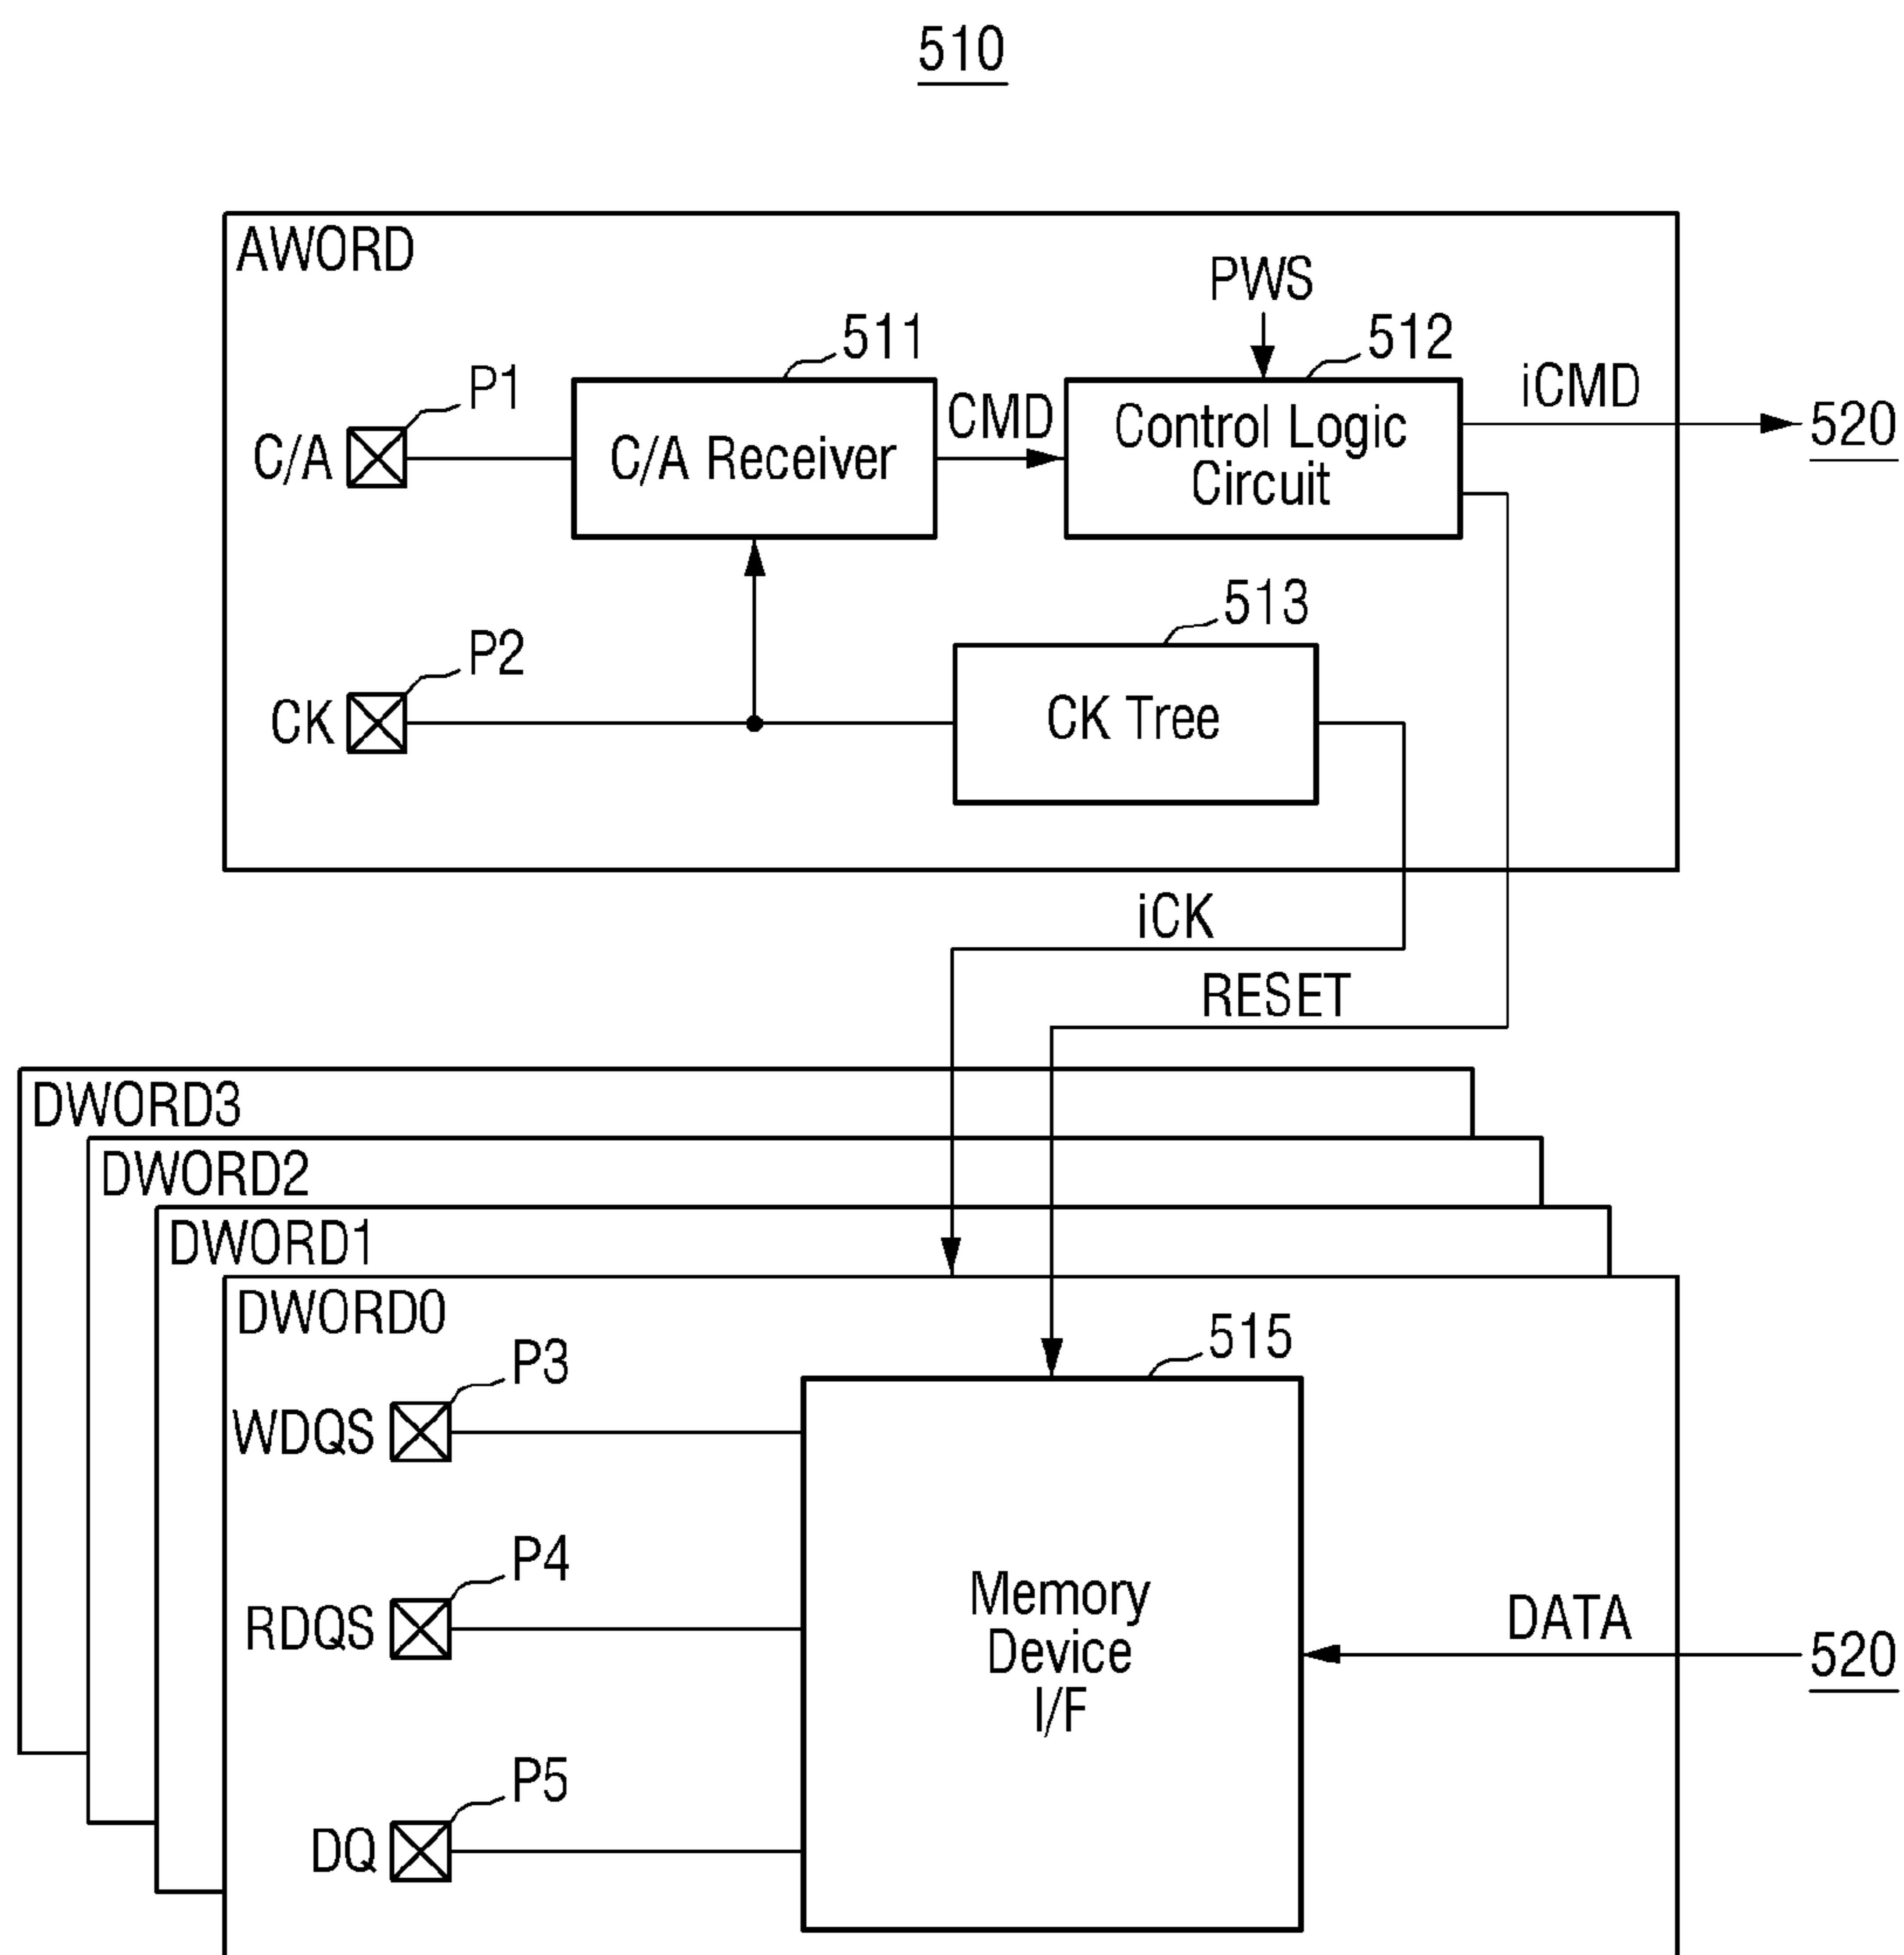 510
AWORD
PWS
511
512
P1
iCMD
CMD
C/A
C/A Receiver
Control Logic
Circuit
520
513
P2
CK
CK Tree
iCK
RESET
DWORD3
DWORD2
DWORD1
DWORD0
515
P3
WDQS
P4
RDQS
Memory
Device
I/F
DATA
520
P5
DQ